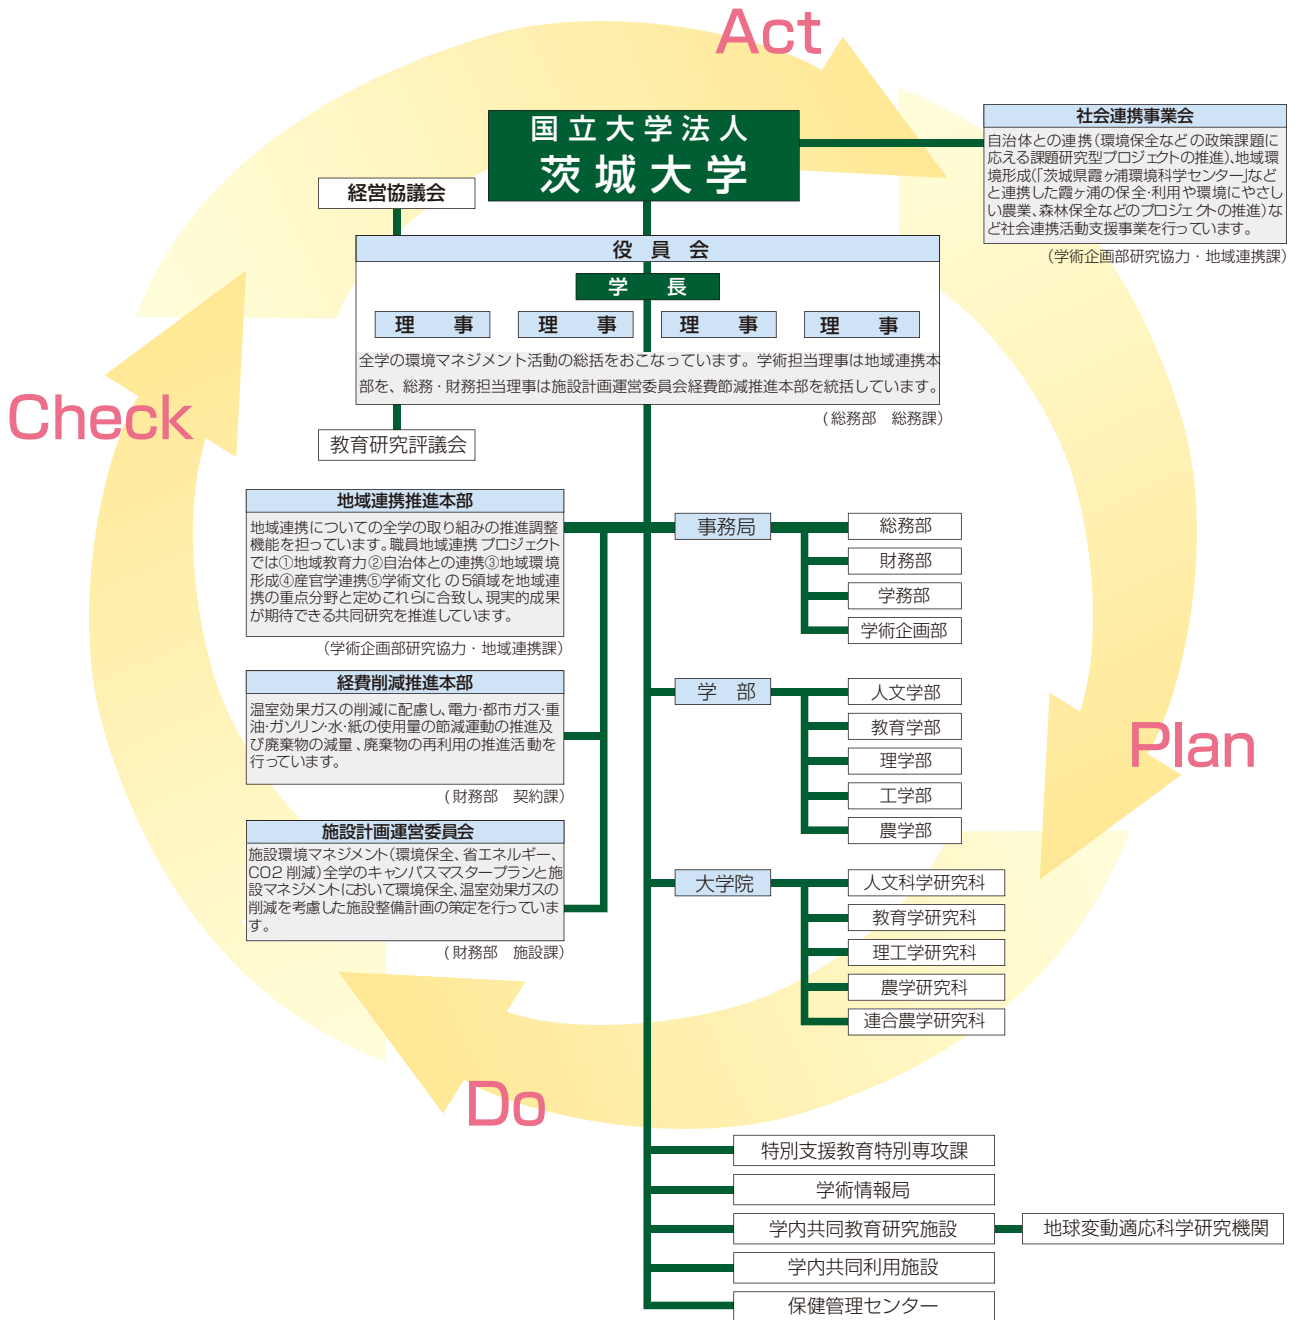 Act
国立大学法人
茨城大学
社会連携事業会
自治体との連携（環境保全などの政策課題に
応える課題研究型プロジェクトの推進）、地域環
境形成（「茨城県霞ヶ浦環境科学センター」など
と連携した霞ヶ浦の保全・利用や環境にやさし
い農業、森林保全などのプロジェクトの推進）な
ど社会連携活動支援事業を行っています。
（学術企画部研究協力・地域連携課）
経営協議会
役員会
学長
理事
理事
理事
理事
全学の環境マネジメント活動の総括をおこなっています。学術担当理事は地域連携本
部を、総務・財務担当理事は施設計画運営委員会経費節減推進本部を統括しています。
（総務部　総務課）
Check
教育研究評議会
地域連携推進本部
地域連携についての全学の取り組みの推進調整
機能を担っています。職員地域連携プロジェクト
では①地域教育力②自治体との連携③地域環境
形成④産官学連携⑤学術文化の5領域を地域連
携の重点分野と定めこれらに合致し、現実的成果
が期待できる共同研究を推進しています。
（学術企画部研究協力・地域連携課）
経費削減推進本部
温室効果ガスの削減に配慮し、電力・都市ガス・重
油・ガソリン・水・紙の使用量の節減運動の推進及
び廃棄物の減量、廃棄物の再利用の推進活動を
行っています。
（財務部　契約課）
施設計画運営委員会
施設環境マネジメント（環境保全、省エネルギー、
CO2削減）全学のキャンパスマスタープランと施
設マネジメントにおいて環境保全、温室効果ガスの
削減を考慮した施設整備計画の策定を行っていま
す。
（財務部　施設課）
事務局
総務部
財務部
学務部
学術企画部
学部
人文学部
教育学部
理学部
工学部
農学部
Plan
大学院
人文科学研究科
教育学研究科
理工学研究科
農学研究科
連合農学研究科
Do
特別支援教育特別専攻課
学術情報局
学内共同教育研究施設
地球変動適応科学研究機関
学内共同利用施設
保健管理センター